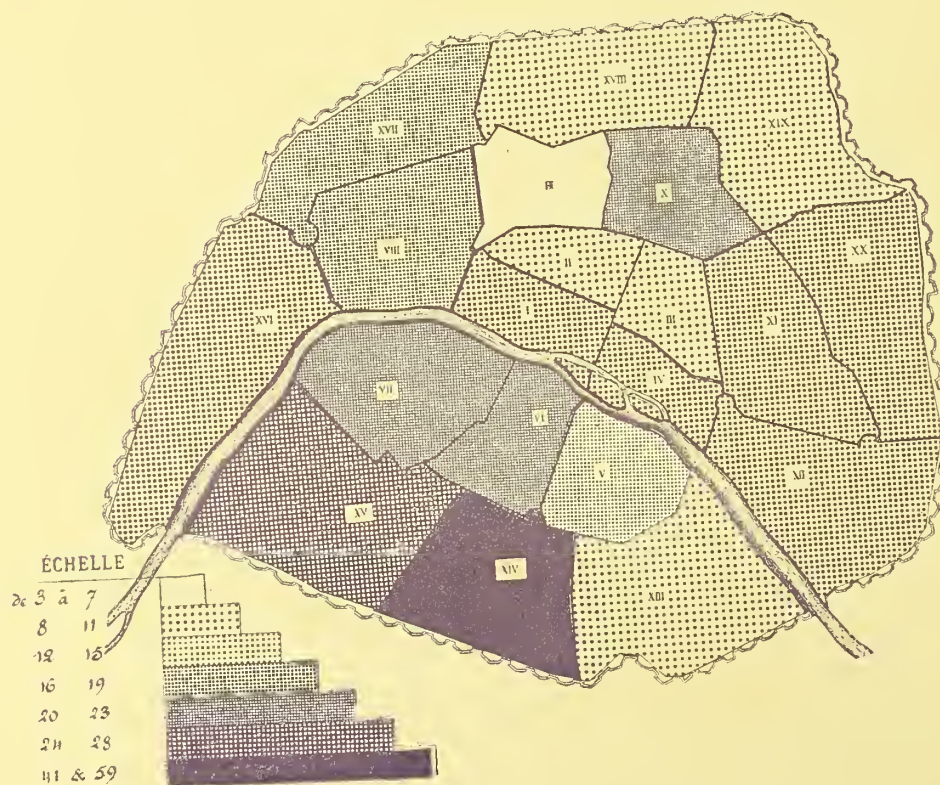 XVIII
XIX
XVII
X
XX
VIII
II
XVI
I
III
XI
IV
VII
VI
V
XII
XV
XIV
XIII
ÉCHELLE
de 3 à 7
8 11
12 15
16 19
20 23
24 28
41 & 59